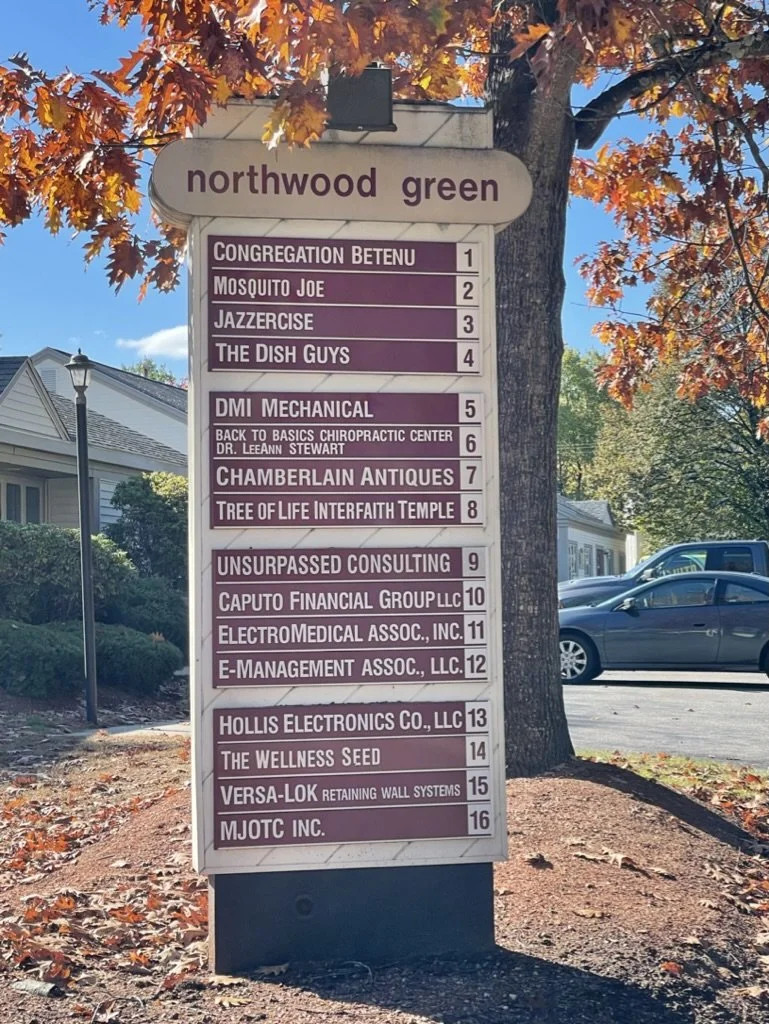 northwood green
CONGREGATION BETENU 1
MOSQUITO JOE 2
JAZZERCISE 3
THE DISH GUYS 4
DMI MECHANICAL 5
BACK TO BASICS CHIROPRACTIC CENTER
DR. LEEANN STEWART 6
CHAMBERLAIN ANTIQUES 7
TREE OF LIFE INTERFAITH TEMPLE 8
UNSURPASSED CONSULTING 9
CAPUTO FINANCIAL GROUP LLC 10
ELECTROMEDICAL ASSOC., INC. 11
E-MANAGEMENT ASSOC., LLC. 12
HOLLIS ELECTRONICS CO., LLC 13
THE WELLNESS SEED 14
VERSA-LOK RETAINING WALL SYSTEMS 15
MJOTC INC. 16